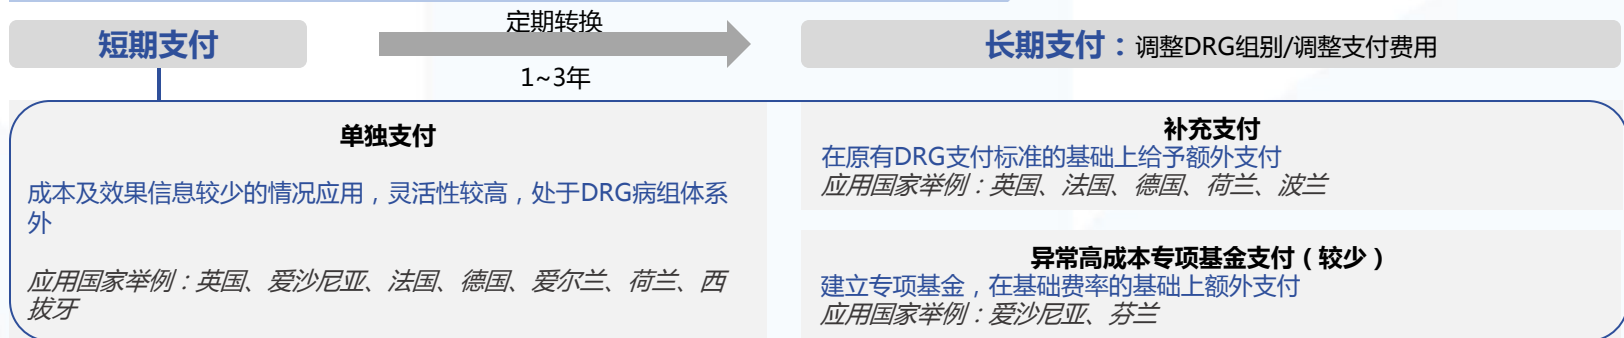 短期支付
定期转换
1~3年
长期支付：调整DRG组别/调整支付费用
单独支付
成本及效果信息较少的情况应用，灵活性较高，处于DRG病组体系
外
应用国家举例：英国、爱沙尼亚、法国、德国、爱尔兰、荷兰、西
拔牙
补充支付
在原有DRG支付标准的基础上给予额外支付
应用国家举例：英国、法国、德国、荷兰、波兰
异常高成本专项基金支付（较少）
建立专项基金，在基础费率的基础上额外支付
应用国家举例：爱沙尼亚、芬兰